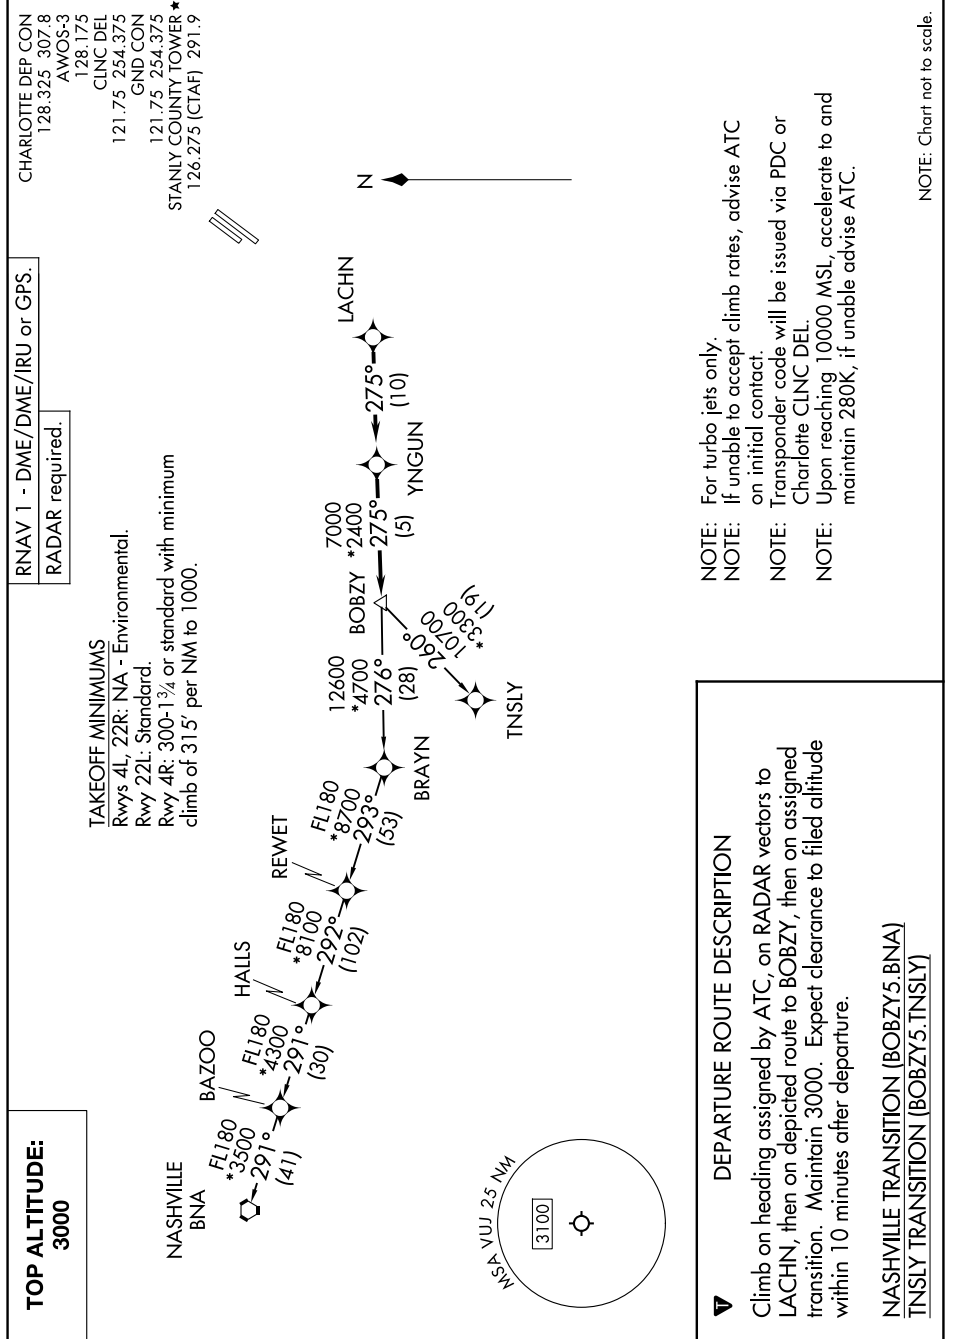 TOP ALTITUDE:
3000
RNAV 1 - DME/DME/IRU or GPS.
RADAR required.
CHARLOTTE DEP CON
128.325 307.8
AWOS-3
128.175
CLNC DEL
121.75 254.375
GND CON
121.75 254.375
STANLY COUNTY TOWER ★
126.275 (CTAF) 291.9
TAKEOFF MINIMUMS
Rwys 4L, 22R: NA - Environmental.
Rwy 22L: Standard.
Rwy 4R: 300-1¾ or standard with minimum
climb of 315' per NM to 1000.
NASHVILLE
BNA
FL180
*3500
291°
(41)
BAZOO
FL180
*4300
291°
(30)
HALLS
FL180
*8100
292°
(102)
REWET
FL180
*8700
293°
(53)
BRAYN
12600
*4700
276°
(28)
BOBZY
7000
*2400
275°
(5)
YNGUN
275°
(10)
LACHN
N
260°
10700
*3300
(19)
TNSLY
MSA VUJ 25 NM
3100
NOTE: For turbo jets only.
NOTE: If unable to accept climb rates, advise ATC
on initial contact.
NOTE: Transponder code will be issued via PDC or
Charlotte CLNC DEL.
NOTE: Upon reaching 10000 MSL, accelerate to and
maintain 280K, if unable advise ATC.
NOTE: Chart not to scale.
T
DEPARTURE ROUTE DESCRIPTION
Climb on heading assigned by ATC, on RADAR vectors to
LACHN, then on depicted route to BOBZY, then on assigned
transition. Maintain 3000. Expect clearance to filed altitude
within 10 minutes after departure.
NASHVILLE TRANSITION (BOBZY5.BNA)
TNSLY TRANSITION (BOBZY5.TNSLY)